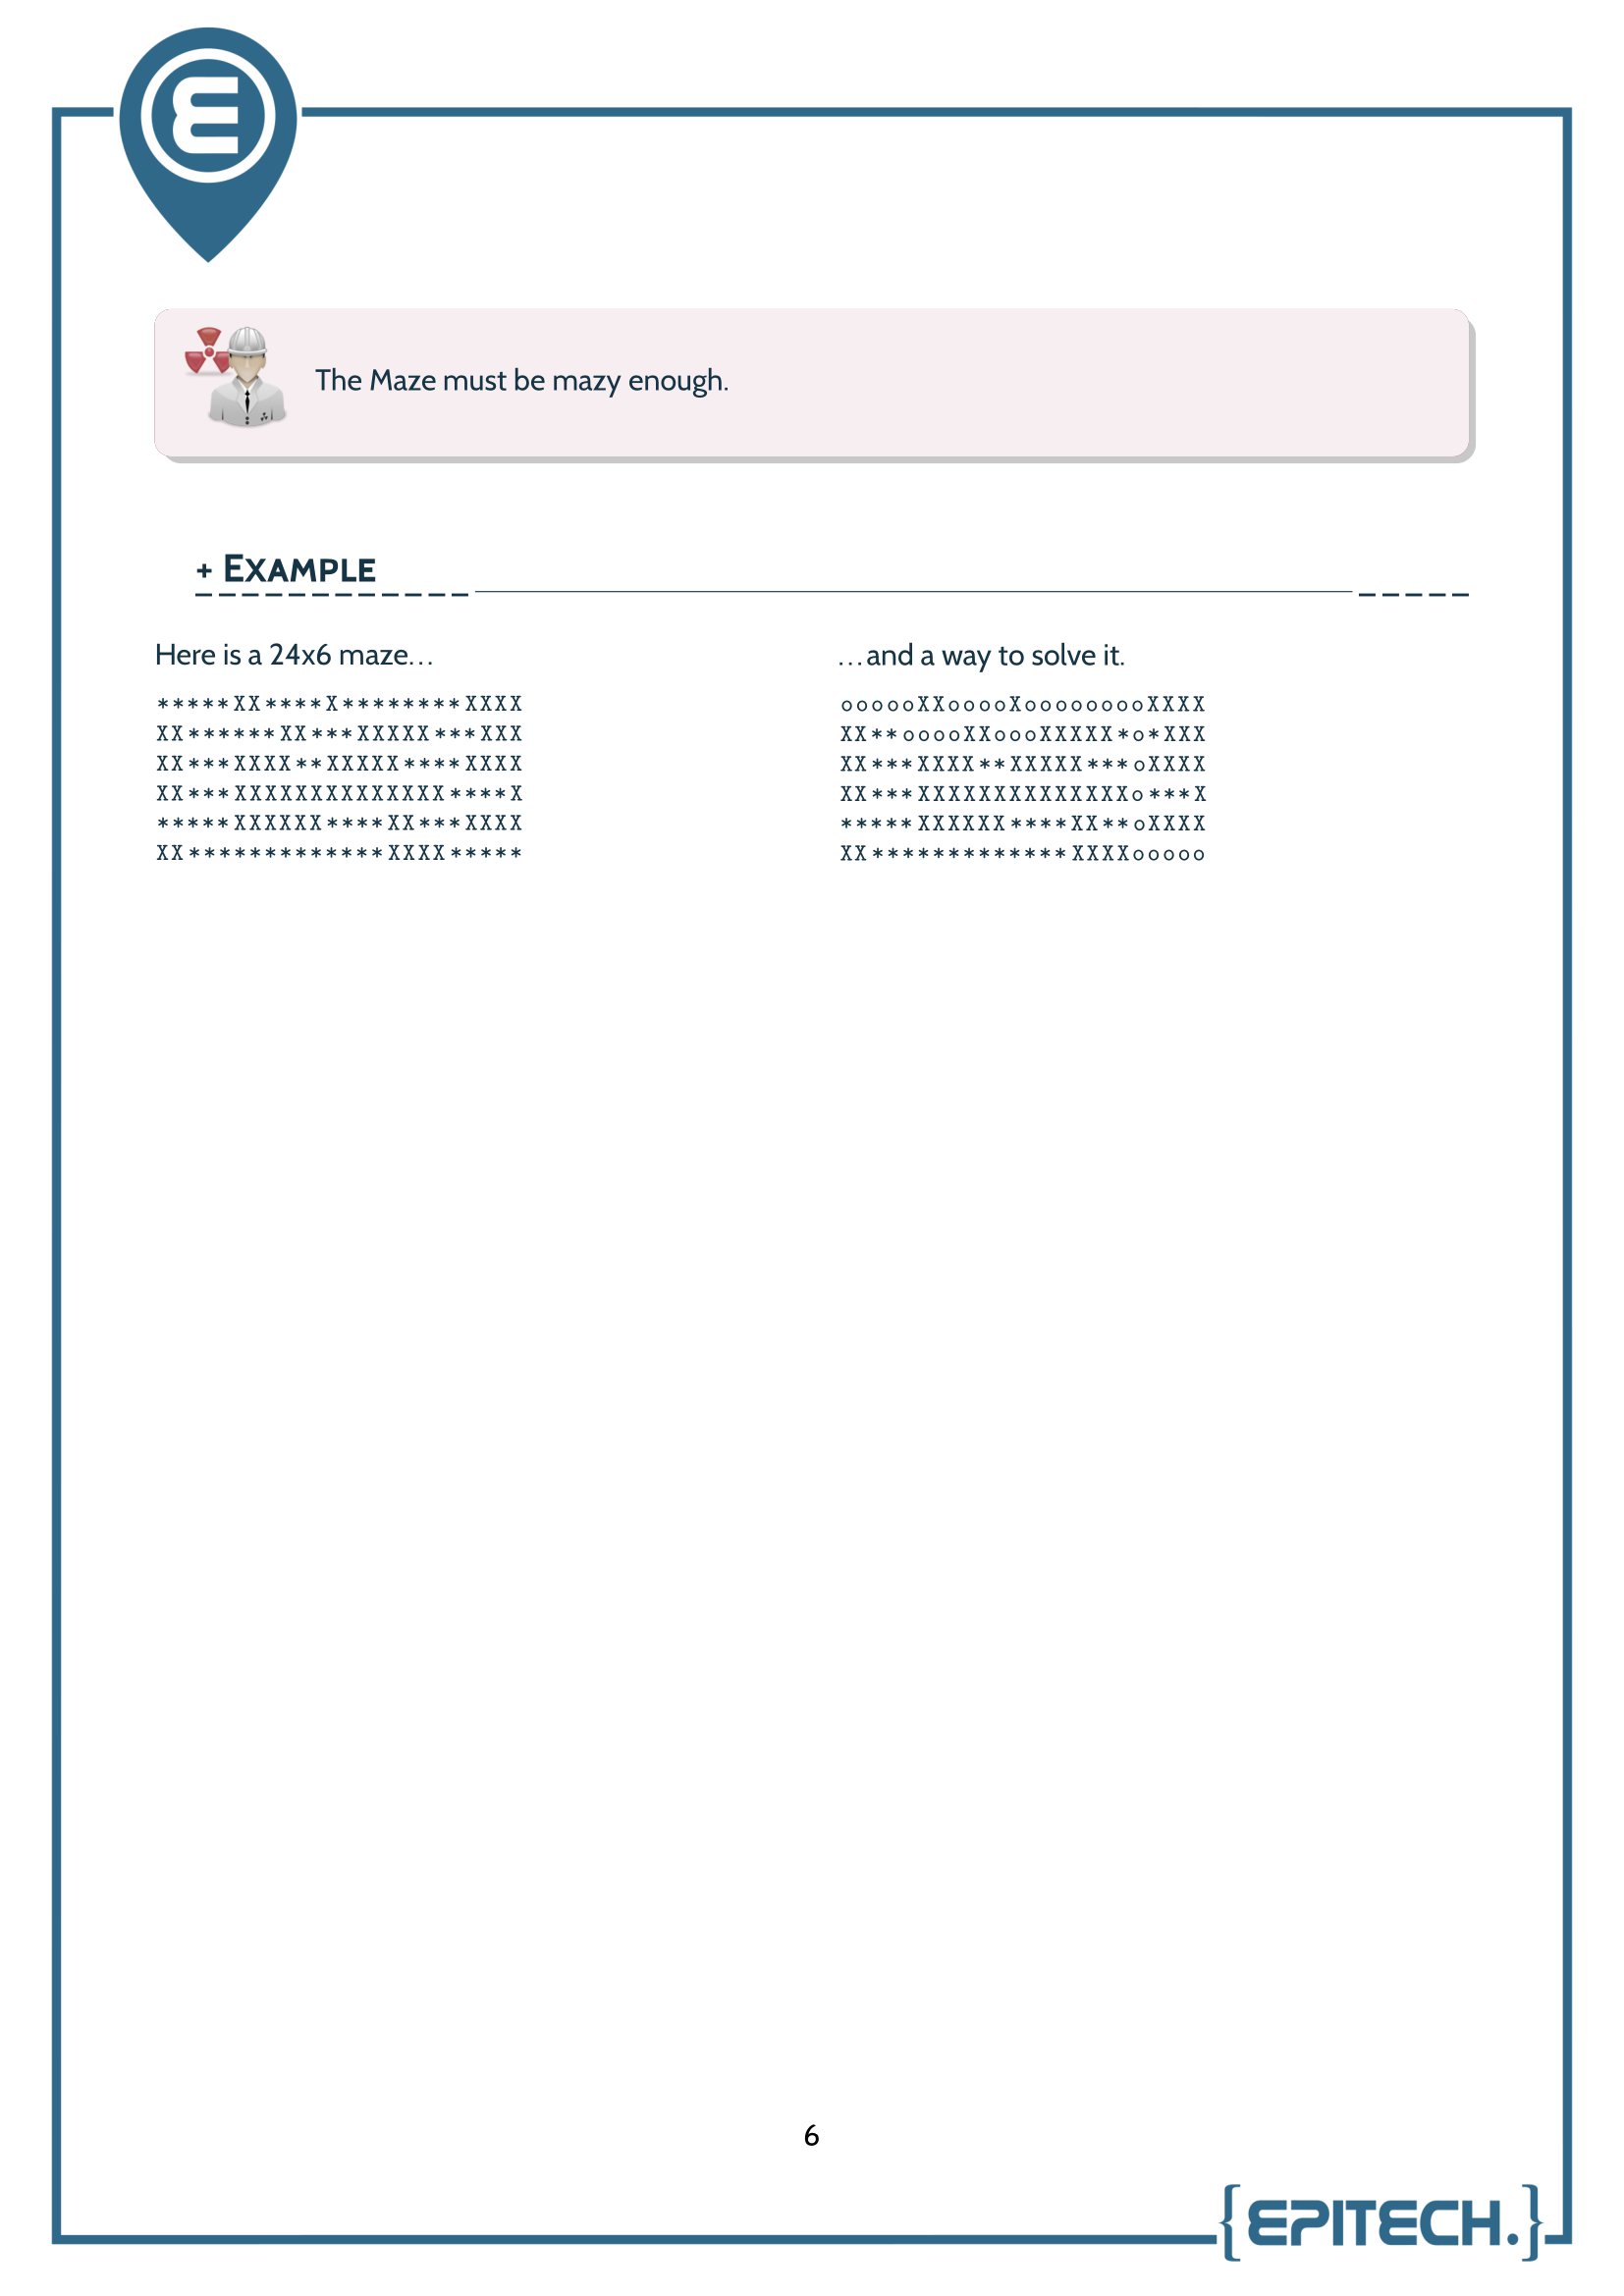 The Maze must be mazy enough.
+ EXAMPLE
Here is a 24x6 maze...
*****XX****X********XXXX
XX******XX***XXXXX***XXX
XX***XXXX**XXXXX****XXXX
XX***XXXXXXXXXXXXXX****X
*****XXXXXX****XX***XXXX
XX*************XXXX*****
...and a way to solve it.
oooooXXooooXooooooooXXXX
XX**ooooXXoooXXXXX*o*XXX
XX***XXXX**XXXXX***oXXXX
XX***XXXXXXXXXXXXXXo***X
*****XXXXXX****XX**oXXXX
XX*************XXXXooooo
6
{EPITECH.}